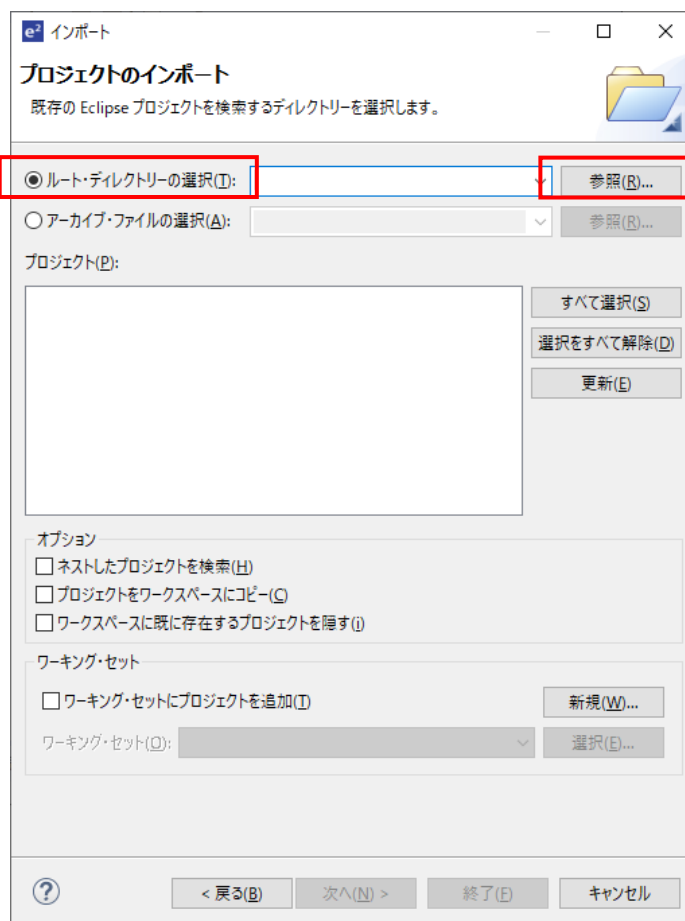 e² インポート
プロジェクトのインポート
既存の Eclipse プロジェクトを検索するディレクトリーを選択します。
ルート・ディレクトリーの選択(T): 参照(R)...
アーカイブ・ファイルの選択(A): 参照(R)...
プロジェクト(P):
すべて選択(S)
選択をすべて解除(D)
更新(E)
オプション
ネストしたプロジェクトを検索(H)
プロジェクトをワークスペースにコピー(C)
ワークスペースに既に存在するプロジェクトを隠す(i)
ワーキング・セット
ワーキング・セットにプロジェクトを追加(T) 新規(W)...
ワーキング・セット(O): 選択(E)...
? < 戻る(B) 次へ(N) > 終了(F) キャンセル